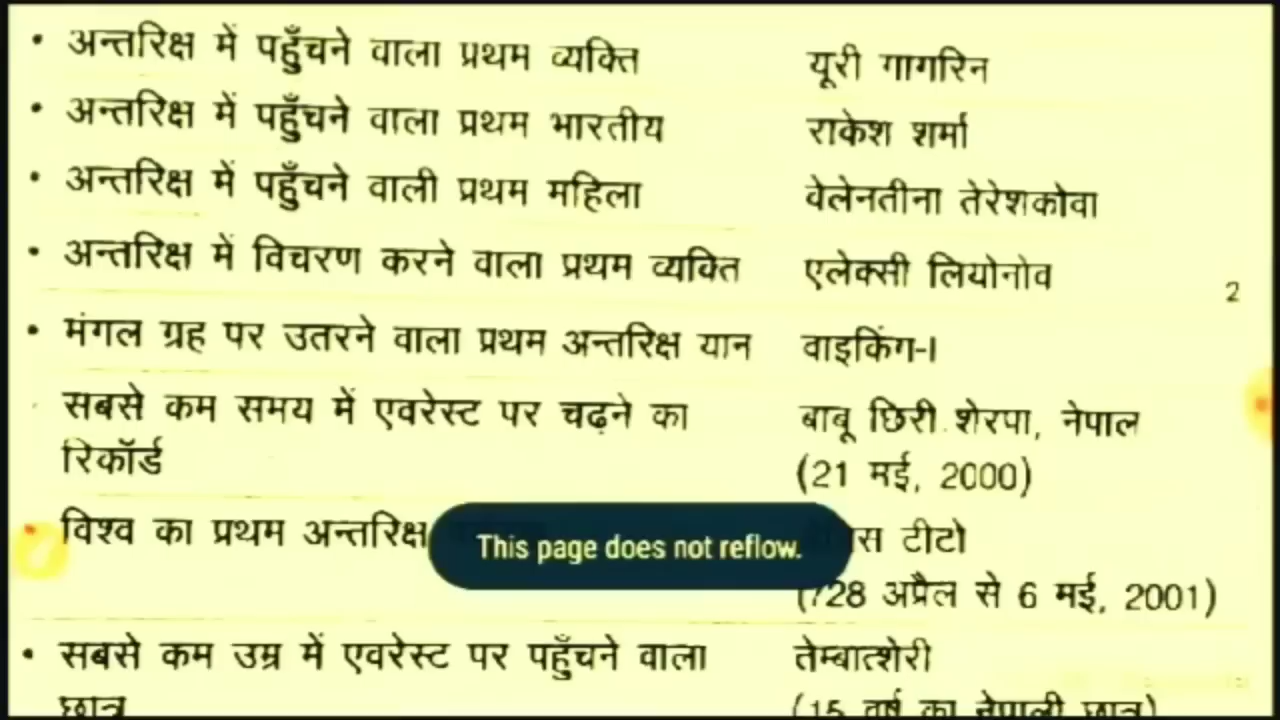 • अन्तरिक्ष में पहुँचने वाला प्रथम व्यक्ति यूरी गागरिन
• अन्तरिक्ष में पहुँचने वाला प्रथम भारतीय राकेश शर्मा
• अन्तरिक्ष में पहुँचने वाली प्रथम महिला वेलेनतीना तेरेशकोवा
• अन्तरिक्ष में विचरण करने वाला प्रथम व्यक्ति एलेक्सी लियोनोव
2
• मंगल ग्रह पर उतरने वाला प्रथम अन्तरिक्ष यान वाइकिंग-I
सबसे कम समय में एवरेस्ट पर चढ़ने का बाबू छिरी शेरपा, नेपाल
रिकॉर्ड (21 मई, 2000)
• विश्व का प्रथम अन्तरिक्ष टीटो
This page does not reflow.
28 अप्रैल से 6 मई, 2001)
• सबसे कम उम्र में एवरेस्ट पर पहुँचने वाला तेम्बात्शेरी
छात्र (15 वर्ष का नेपाली छात्र)